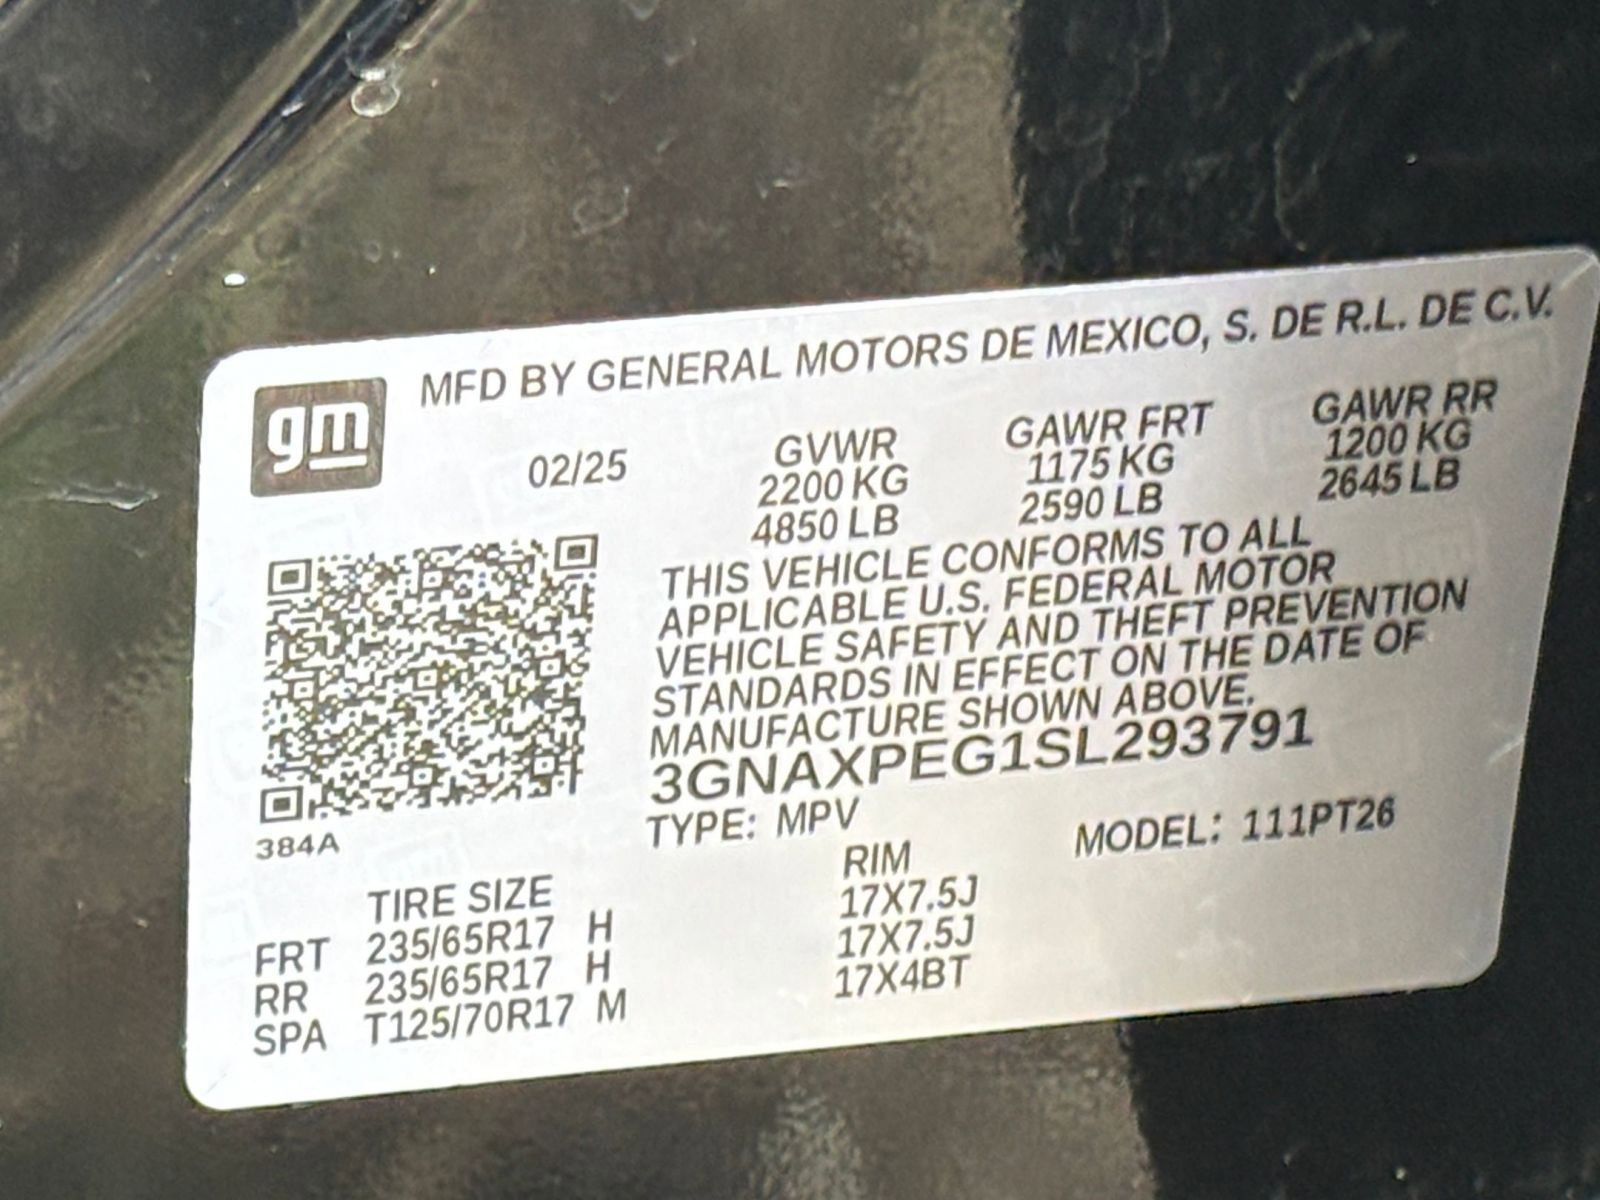 gm
MFD BY GENERAL MOTORS DE MEXICO, S. DE R.L. DE C.V.
02/25 GVWR GAWR FRT GAWR RR
2200 KG 1175 KG 1200 KG
4850 LB 2590 LB 2645 LB
THIS VEHICLE CONFORMS TO ALL
APPLICABLE U.S. FEDERAL MOTOR
VEHICLE SAFETY AND THEFT PREVENTION
STANDARDS IN EFFECT ON THE DATE OF
MANUFACTURE SHOWN ABOVE.
3GNAXPEG1SL293791
384A
TYPE: MPV MODEL: 111PT26
TIRE SIZE RIM
FRT 235/65R17 H 17X7.5J
RR 235/65R17 H 17X7.5J
SPA T125/70R17 M 17X4BT